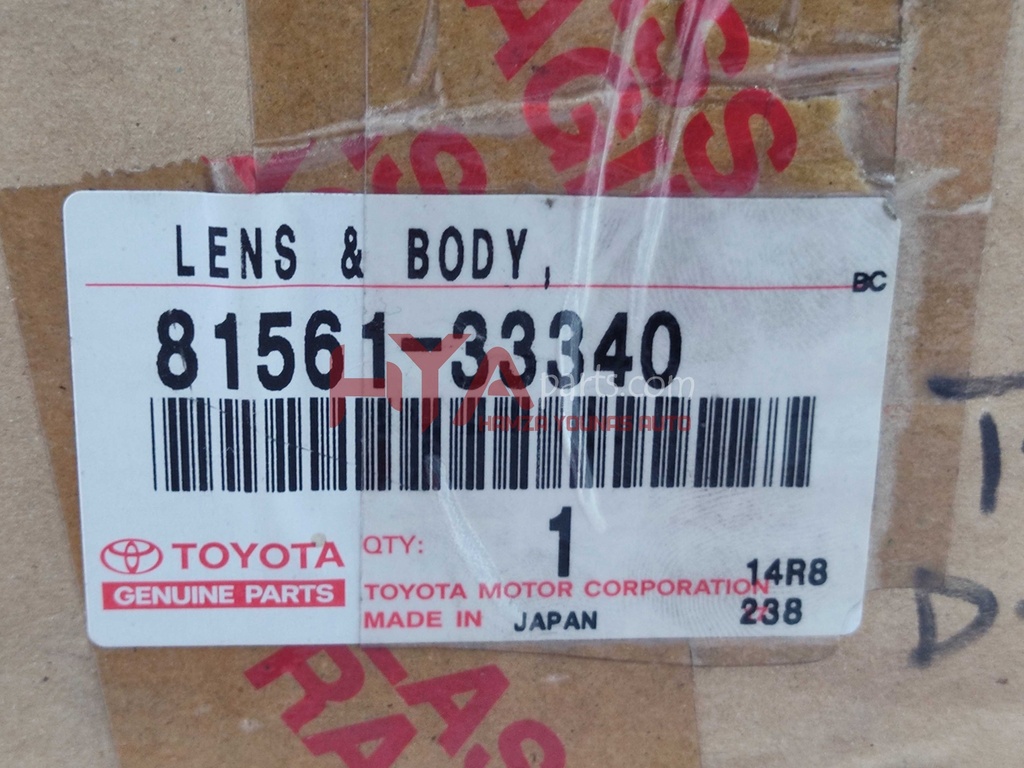 LENS & BODY,
BC
81561-33340
HYA parts.com
HAMZA YOUNAS AUTO
1
TOYOTA
QTY:
GENUINE PARTS
14R8
TOYOTA MOTOR CORPORATION
MADE IN JAPAN
238